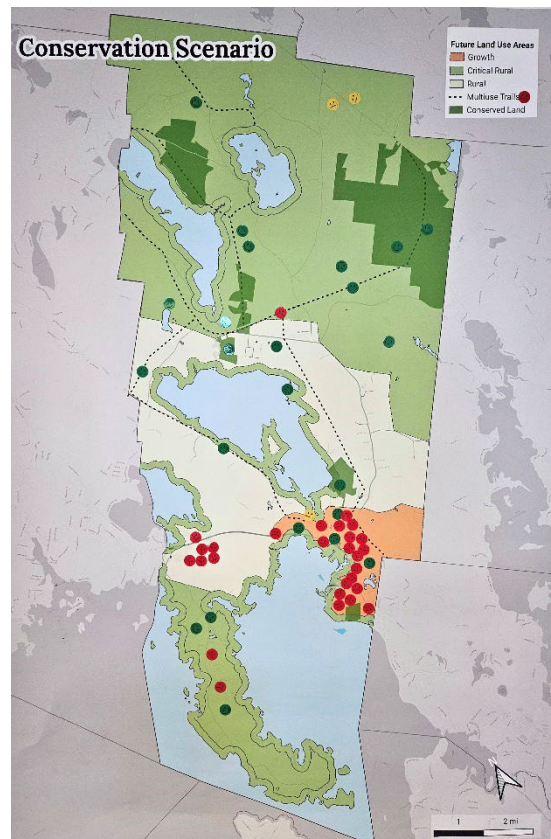 Conservation Scenario
Future Land Use Areas
Growth
Critical Rural
Rural
Multiuse Trails
Conserved Land
1
2 mi